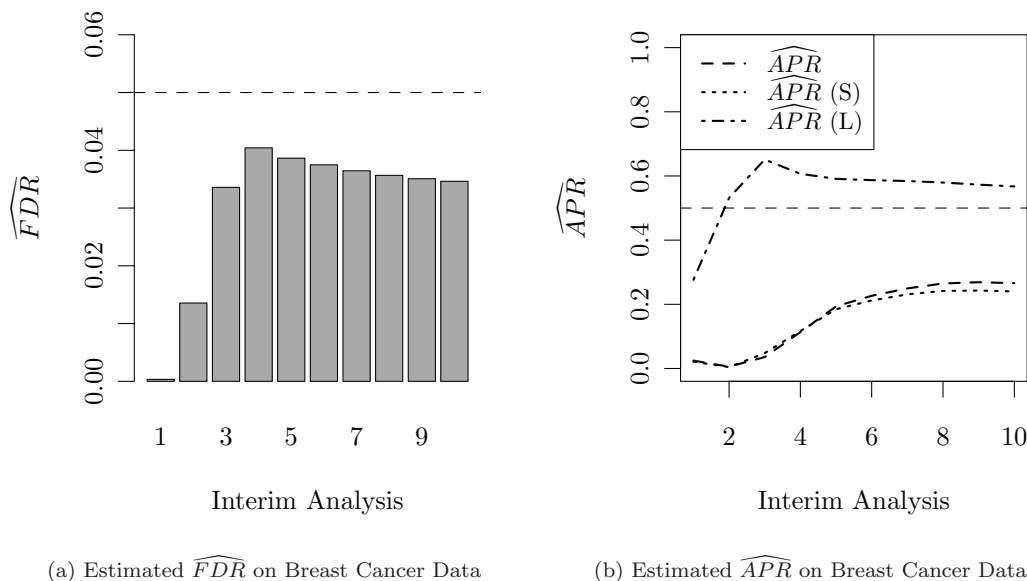 0.06
0.04
0.02
0.00
FDR
1 3 5 7 9
Interim Analysis
(a) Estimated FDR on Breast Cancer Data
APR
APR (S)
APR (L)
1.0
0.8
0.6
0.4
0.2
0.0
APR
2 4 6 8 10
Interim Analysis
(b) Estimated APR on Breast Cancer Data